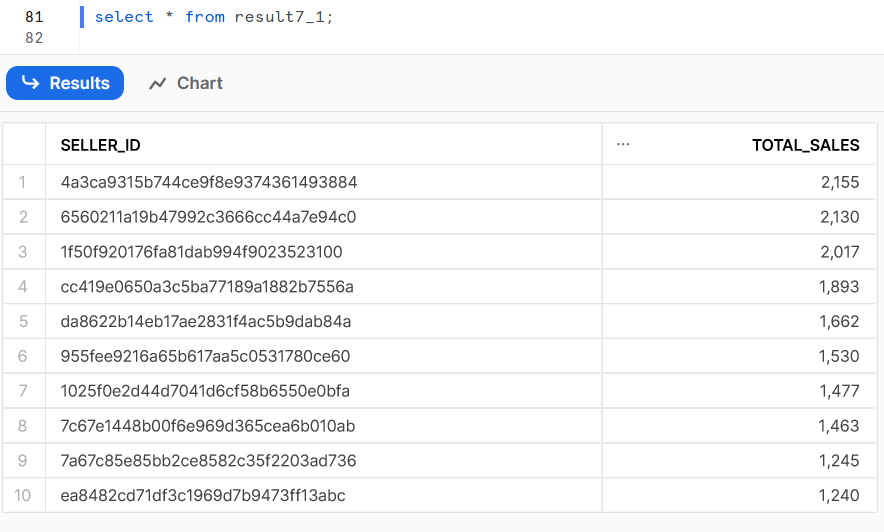 81 select * from result7_1;
82
Results Chart
SELLER_ID ... TOTAL_SALES
1 4a3ca9315b744ce9f8e9374361493884 2,155
2 6560211a19b47992c3666cc44a7e94c0 2,130
3 1f50f920176fa81dab994f9023523100 2,017
4 cc419e0650a3c5ba77189a1882b7556a 1,893
5 da8622b14eb17ae2831f4ac5b9dab84a 1,662
6 955fee9216a65b617aa5c0531780ce60 1,530
7 1025f0e2d44d7041d6cf58b6550e0bfa 1,477
8 7c67e1448b00f6e969d365cea6b010ab 1,463
9 7a67c85e85bb2ce8582c35f2203ad736 1,245
10 ea8482cd71df3c1969d7b9473ff13abc 1,240